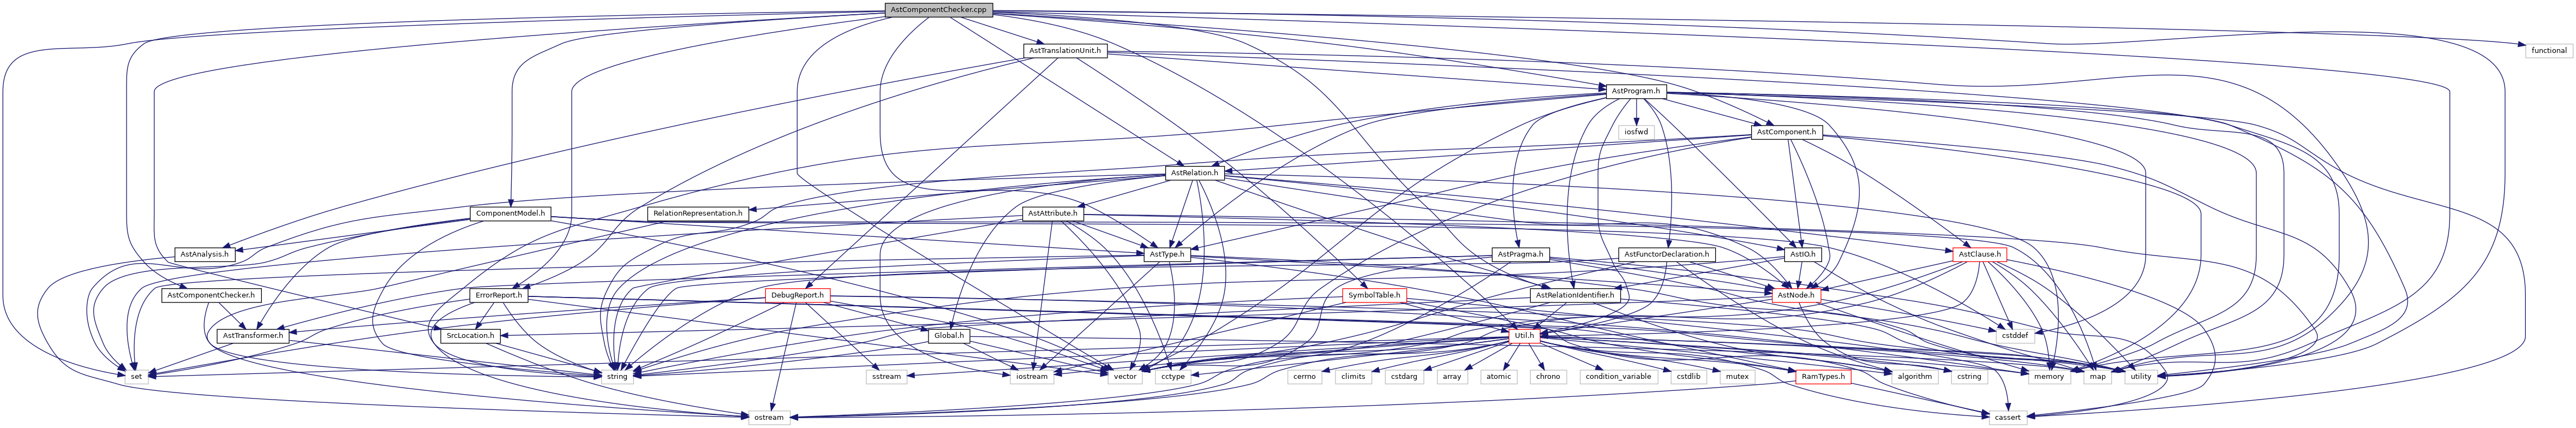 AstComponentChecker.cpp
AstTranslationUnit.h
functional
AstProgram.h
iosfwd
AstComponent.h
AstRelation.h
ComponentModel.h
RelationRepresentation.h
AstAttribute.h
AstAnalysis.h
AstType.h
AstPragma.h
AstFunctorDeclaration.h
AstIO.h
AstClause.h
AstComponentChecker.h
ErrorReport.h
DebugReport.h
SymbolTable.h
AstRelationIdentifier.h
AstNode.h
AstTransformer.h
SrcLocation.h
Global.h
Util.h
cstddef
set
string
sstream
iostream
vector
cctype
cerrno
climits
cstdarg
array
atomic
chrono
condition_variable
cstdlib
mutex
RamTypes.h
algorithm
cstring
memory
map
utility
ostream
cassert